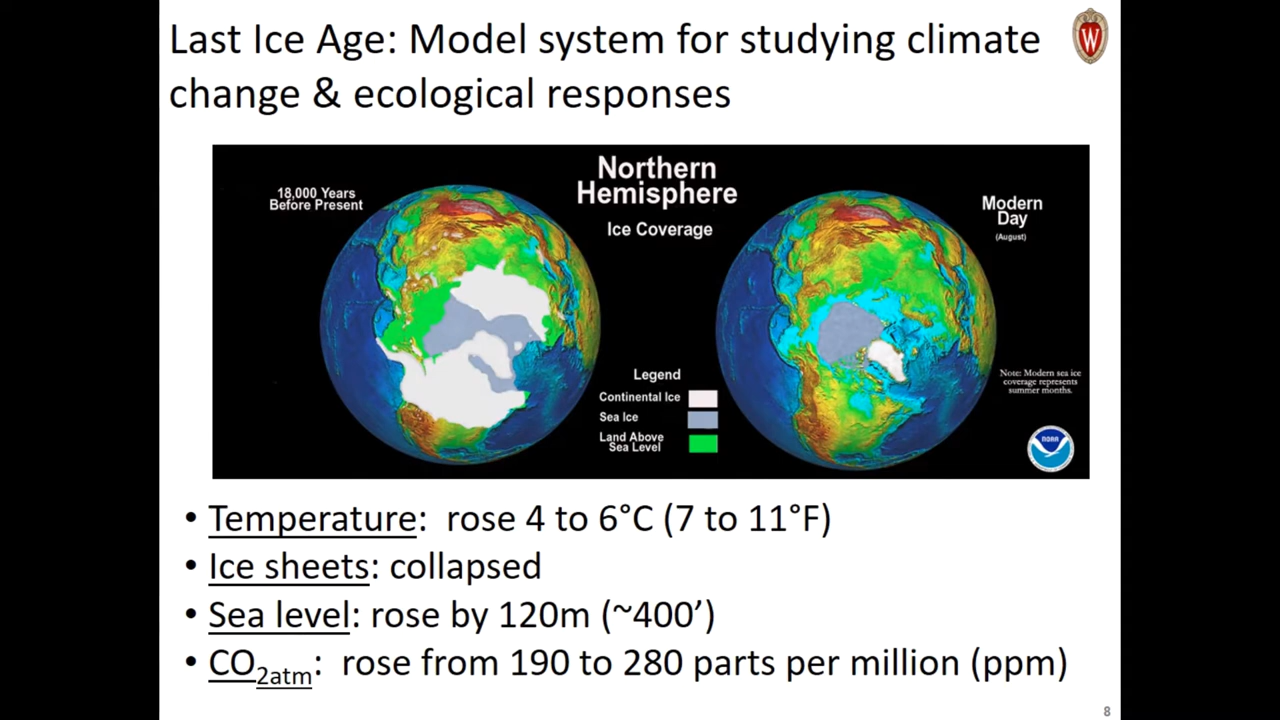 Last Ice Age: Model system for studying climate
change & ecological responses
W
Northern
Hemisphere
Ice Coverage
18,000 Years
Before Present
Modern
Day
(August)
Legend
Continental Ice
Sea Ice
Land Above
Sea Level
Note: Modern sea ice
coverage represents
summer months.
NOAA
• Temperature: rose 4 to 6°C (7 to 11°F)
• Ice sheets: collapsed
• Sea level: rose by 120m (~400’)
• CO2atm: rose from 190 to 280 parts per million (ppm)
8